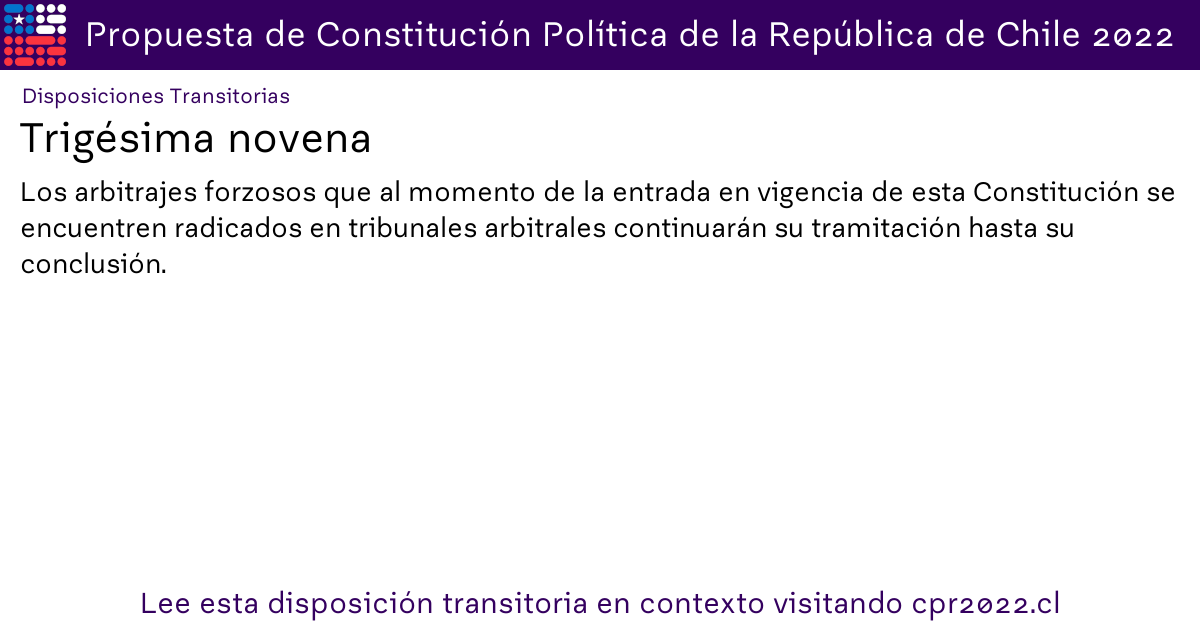 Propuesta de Constitución Política de la República de Chile 2022
Disposiciones Transitorias
Trigésima novena
Los arbitrajes forzosos que al momento de la entrada en vigencia de esta Constitución se
encuentren radicados en tribunales arbitrales continuarán su tramitación hasta su
conclusión.
Lee esta disposición transitoria en contexto visitando cpr2022.cl